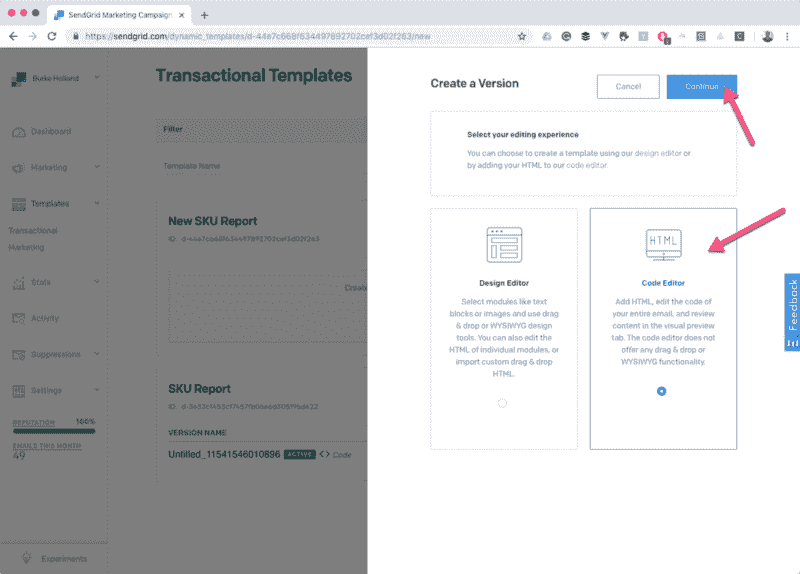 SendGrid Marketing Campaign
https://sendgrid.com/dynamic_templates/d-44e7c668f634497892702cef3d02f263/new
Burke Holland
Dashboard
Marketing
Templates
Transactional
Marketing
Stats
Activity
Suppressions
Settings
REPUTATION 100%
EMAILS THIS MONTH
49
Experiments
Transactional Templates
Filter
Template Name
New SKU Report
ID.
Create
SKU Report
ID.
VERSION NAME
Untitled_11541546010896 ACTIVE <> Code
Create a Version
Cancel
Continue
Select your editing experience
You can choose to create a template using our design editor or
by adding your HTML to our code editor.
Design Editor
Select modules like text
blocks or images and use drag
& drop or WYSIWYG design
tools. You can also edit the
HTML of individual modules, or
import custom drag & drop
HTML.
HTML
Code Editor
Add HTML, edit the code of
your entire email, and review
content in the visual preview
tab. The code editor does not
offer any drag & drop or
WYSIWYG functionality.
Feedback